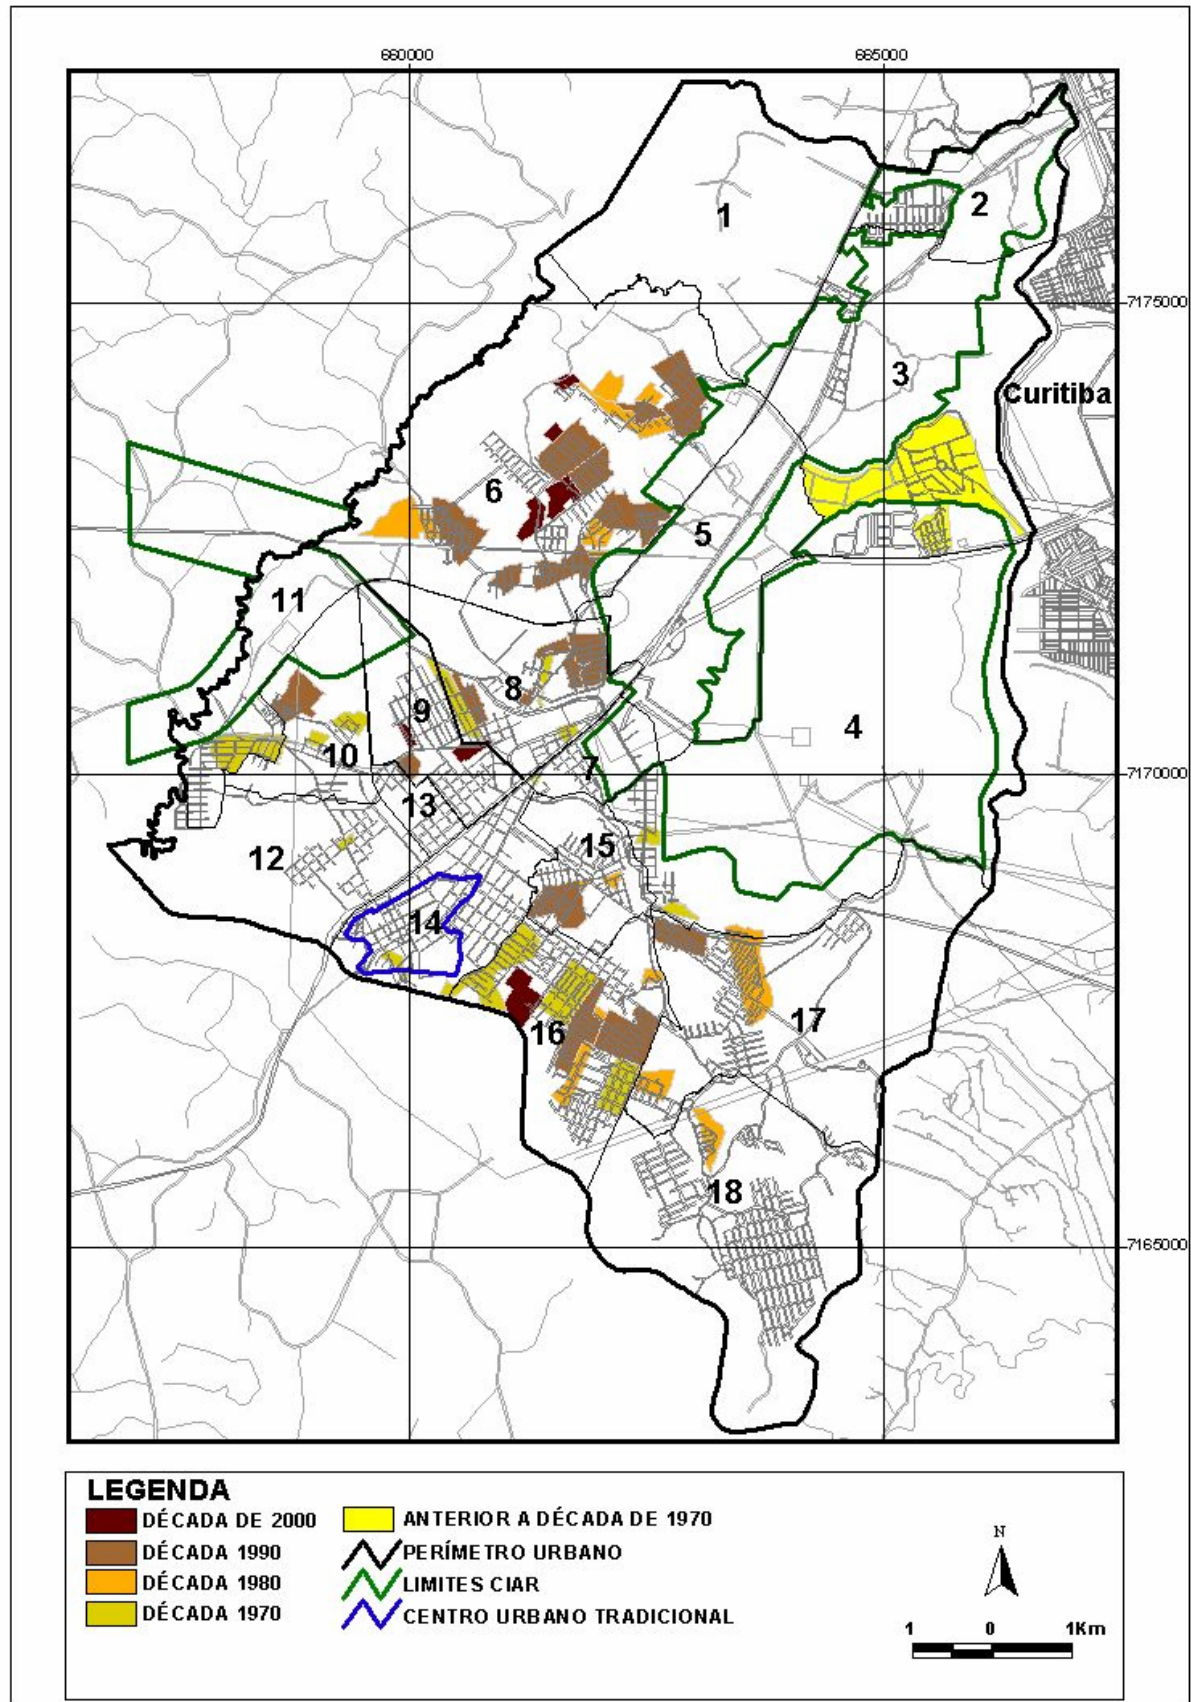 660000 665000
1
2
7175000
3
Curitiba
6
5
11
8
9
4
10
7
7170000
13
15
12
14
17
16
18
7165000
LEGENDA
DÉCADA DE 2000
DÉCADA 1990
DÉCADA 1980
DÉCADA 1970
ANTERIOR A DÉCADA DE 1970
PERÍMETRO URBANO
LIMITES CIAR
CENTRO URBANO TRADICIONAL
N
1 0 1Km